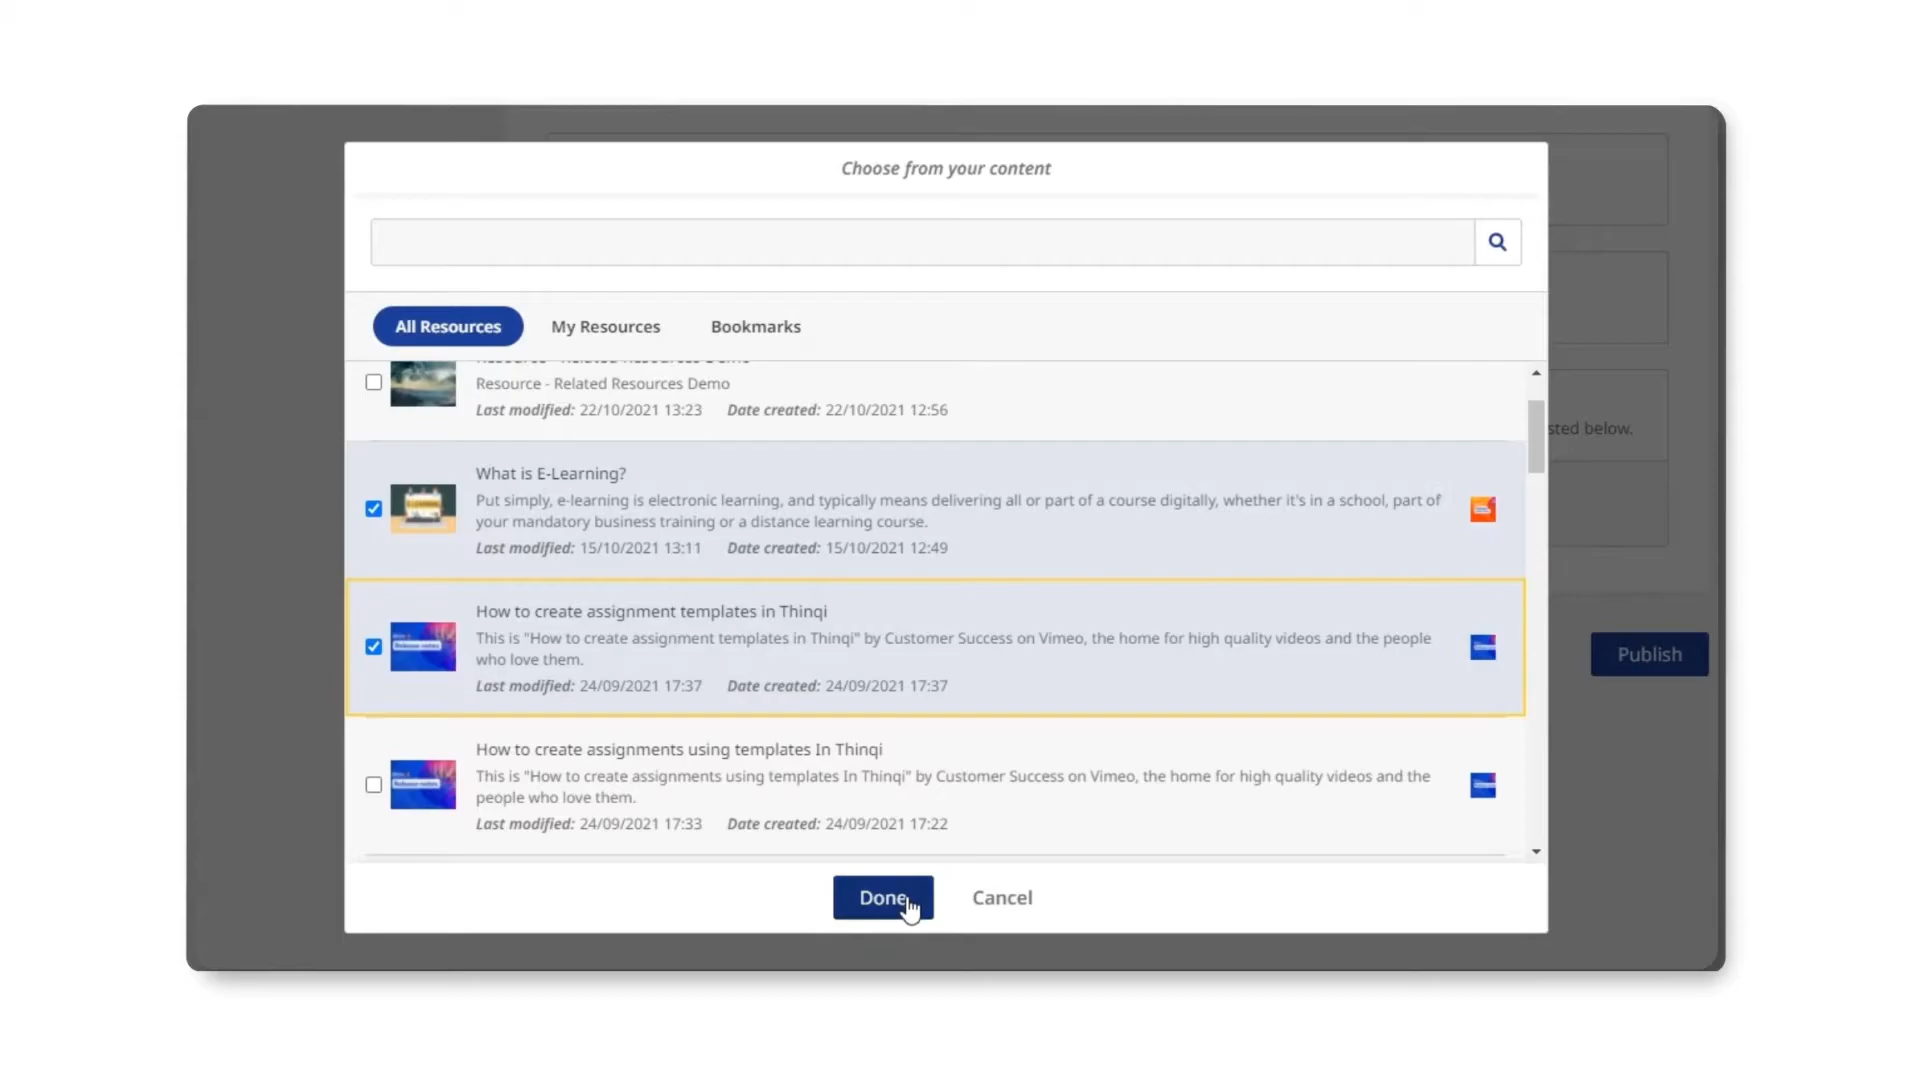 Choose from your content
All Resources My Resources Bookmarks
Resource - Related Resources Demo
Resource - Related Resources Demo
Last modified: 22/10/2021 13:23 Date created: 22/10/2021 12:56
What is E-Learning?
Put simply, e-learning is electronic learning, and typically means delivering all or part of a course digitally, whether it's in a school, part of
your mandatory business training or a distance learning course.
Last modified: 15/10/2021 13:11 Date created: 15/10/2021 12:49
sted below.
How to create assignment templates in Thinqi
This is "How to create assignment templates in Thinqi" by Customer Success on Vimeo, the home for high quality videos and the people
who love them.
Last modified: 24/09/2021 17:37 Date created: 24/09/2021 17:37
Publish
How to create assignments using templates In Thinqi
This is "How to create assignments using templates In Thinqi" by Customer Success on Vimeo, the home for high quality videos and the
people who love them.
Last modified: 24/09/2021 17:33 Date created: 24/09/2021 17:22
Done Cancel